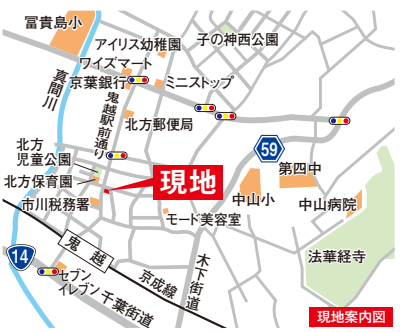 冨貴島小
アイリス幼稚園
子の神西公園
ワイズマート
京葉銀行
ミニストップ
真間川
鬼越駅前通り
北方郵便局
北方
児童公園
59
第四中
北方保育園
現地
中山小
中山病院
市川税務署
モード美容室
鬼越
法華経寺
14
木下街道
京成線
セブン
イレブン
千葉街道
現地案内図